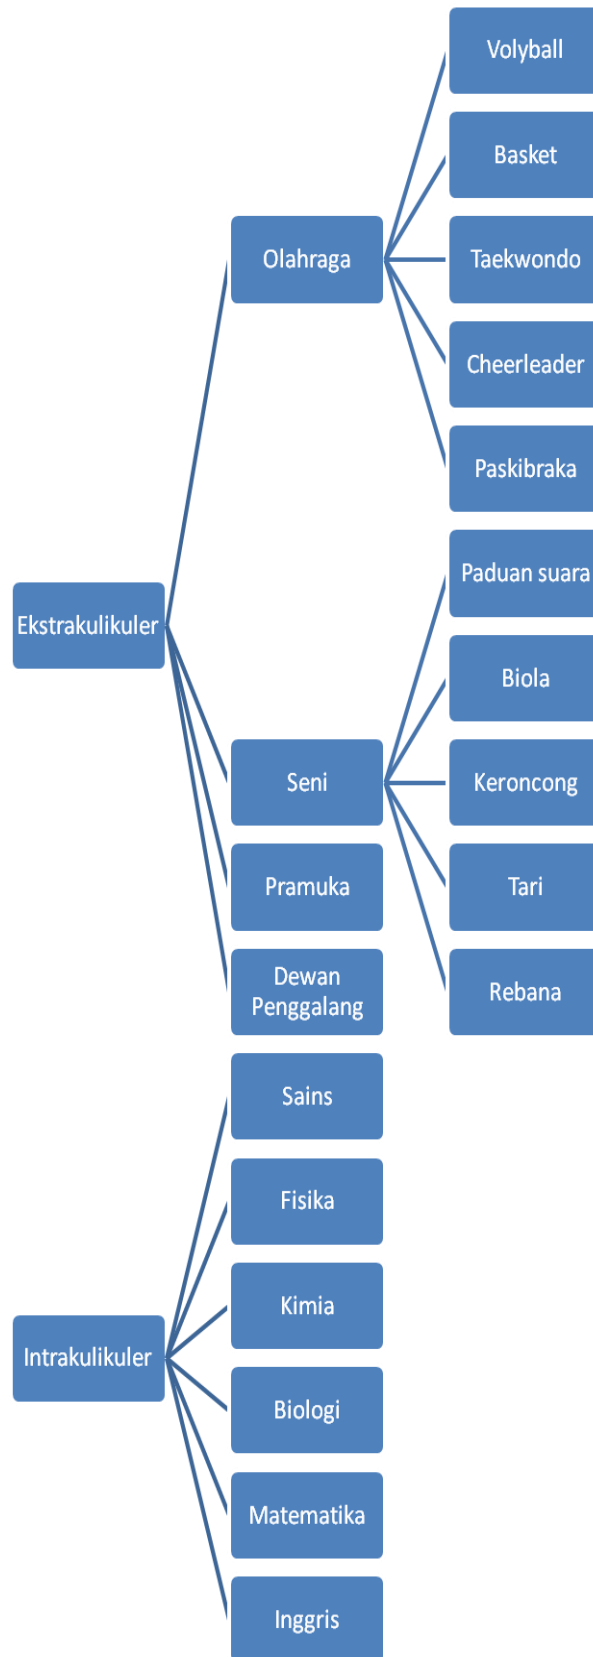 Ekstrakulikuler
Olahraga
Volyball
Basket
Taekwondo
Cheerleader
Paskibraka
Seni
Paduan suara
Biola
Keroncong
Tari
Rebana
Pramuka
Dewan
Penggalang
Intrakulikuler
Sains
Fisika
Kimia
Biologi
Matematika
Inggris